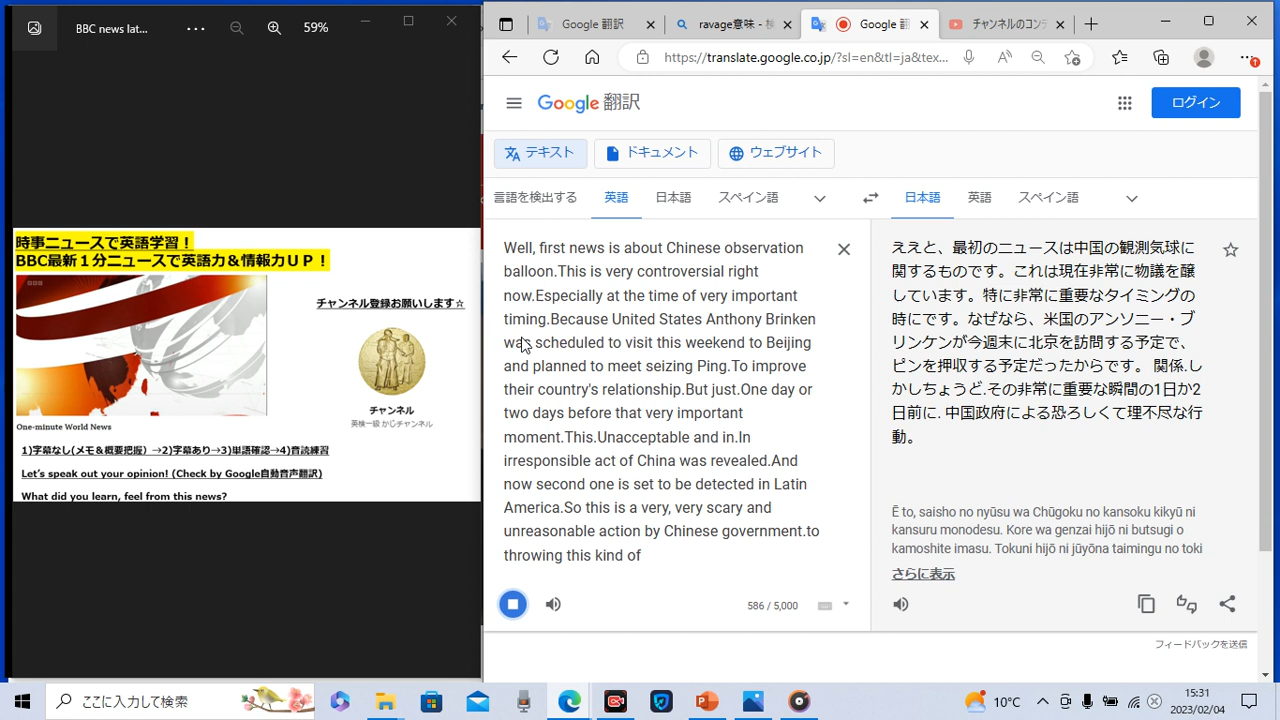 BBC news lat...
59%
時事ニュースで英語学習！
BBC最新１分ニュースで英語力＆情報力ＵＰ！
チャンネル登録お願いします☆
チャンネル
英検一級 かじチャンネル
One-minute World News
1)字幕なし(メモ＆概要把握）→2)字幕あり→3)単語確認→4)音読練習
Let's speak out your opinion! (Check by Google自動音声翻訳)
What did you learn, feel from this news?
Google 翻訳
ravage意味 - 検
Google 翻
チャンネルのコンテ
https://translate.google.co.jp/?sl=en&tl=ja&tex...
Google 翻訳
ログイン
テキスト
ドキュメント
ウェブサイト
言語を検出する
英語
日本語
スペイン語
日本語
英語
スペイン語
Well, first news is about Chinese observation
balloon.This is very controversial right
now.Especially at the time of very important
timing.Because United States Anthony Brinken
was scheduled to visit this weekend to Beijing
and planned to meet seizing Ping.To improve
their country's relationship.But just.One day or
two days before that very important
moment.This.Unacceptable and in.In
irresponsible act of China was revealed.And
now second one is set to be detected in Latin
America.So this is a very, very scary and
unreasonable action by Chinese government.to
throwing this kind of
586 / 5,000
ええと、最初のニュースは中国の観測気球に
関するものです。これは現在非常に物議を醸
しています。特に非常に重要なタイミングの
時にです。なぜなら、米国のアンソニー・ブ
リンケンが今週末に北京を訪問する予定で、
ピンを押収する予定だったからです。 関係.し
かしちょうど.その非常に重要な瞬間の1日か2
日前に. 中国政府による恐ろしくて理不尽な行
動。
Ē to, saisho no nyūsu wa Chūgoku no kansoku kikyū ni
kansuru monodesu. Kore wa genzai hijō ni butsugi o
kamoshite imasu. Tokuni hijō ni jūyōna taimingu no toki
さらに表示
フィードバックを送信
ここに入力して検索
10°C
15:31
2023/02/04